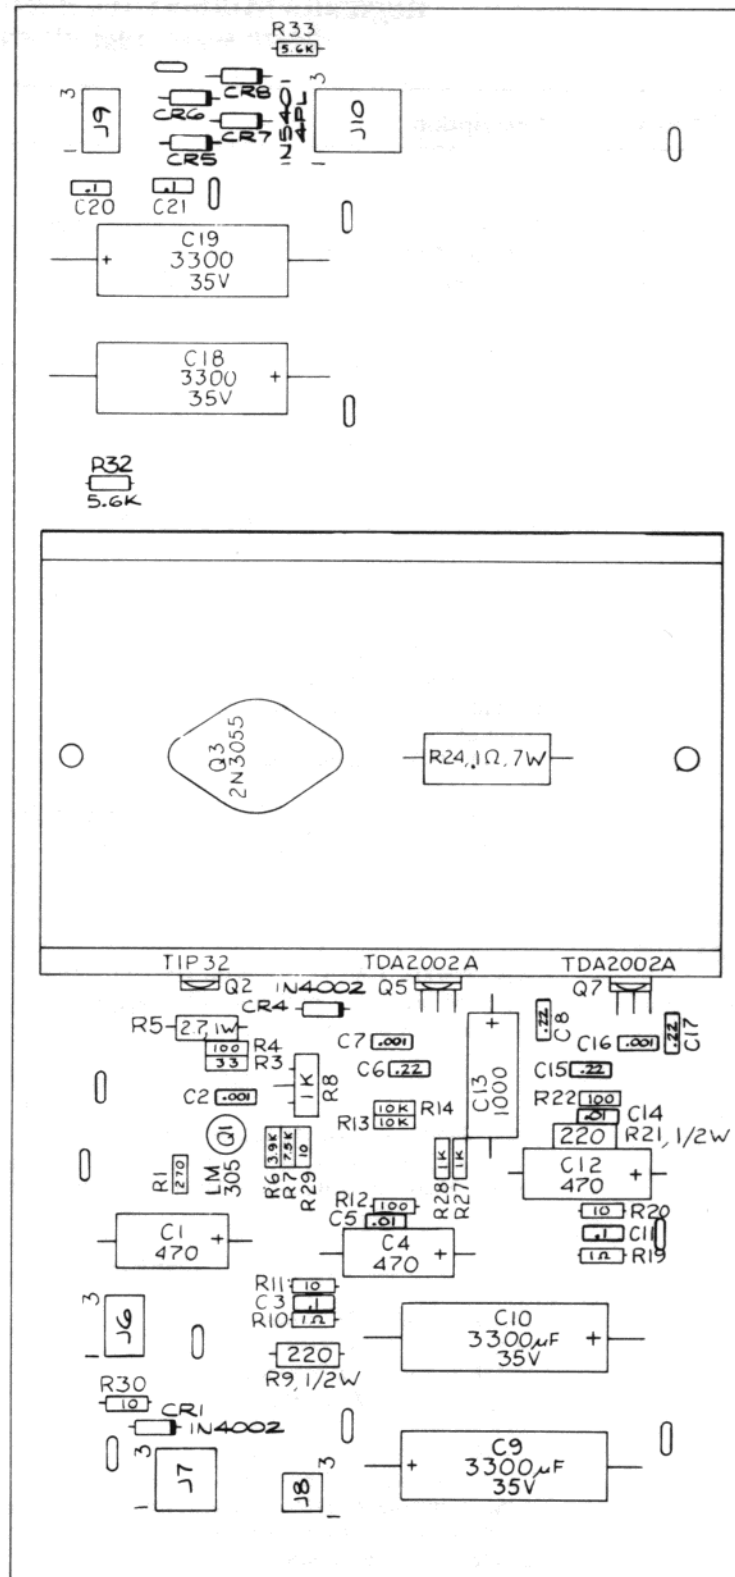 R33
5.6K
3
J9
1
CR8
CR6
CR7
CR5
IN5401
4PL
3
J10
1
.1
C20
.1
C21
C19
+ 3300
35V
C18
3300 +
35V
R32
5.6K
Q3
2N3055
R24, .1Ω, 7W
TIP32
TDA2002A
TDA2002A
Q2
IN4002
Q5
Q7
CR4
R5 2.7, 1W
100 R4
33 R3
C2 .001
1K
R8
C7 .001
C6 .22
+
C13
1000
.22
C8
C16 .001
.22
C17
C15 .22
R22 100
.01 C14
220 R21, 1/2W
10K R14
R13 10K
Q1
LM
305
R1
270
3.9K
7.5K
10
R6
R7
R29
1K
1K
R28
R27
C12 +
470
R12 100
C5 .01
10 R20
.1 C11
1Ω R19
C1 +
470
C4 +
470
R11 10
C3 .1
R10 1Ω
220
R9, 1/2W
3
J6
1
C10
3300µF +
35V
R30
10
CR1
IN4002
3
J7
1
J8
3
1
C9
+ 3300µF
35V